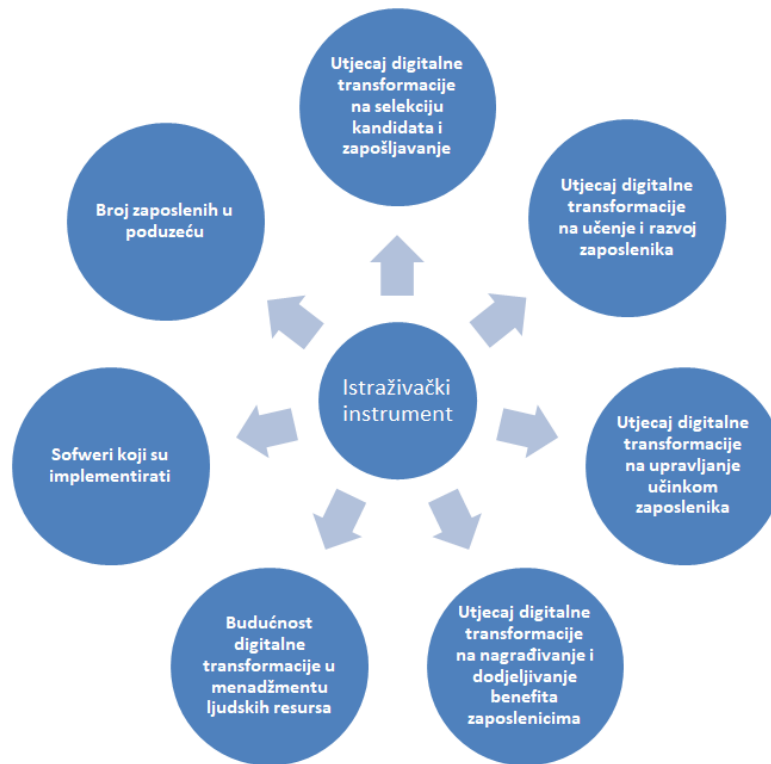 Utjecaj digitalne
transformacije
na selekciju
kandidata i
zapošljavanje
Utjecaj digitalne
transformacije
na učenje i razvoj
zaposlenika
Utjecaj digitalne
transformacije
na upravljanje
učinkom
zaposlenika
Utjecaj digitalne
transformacije
na nagrađivanje i
dodjeljivanje
benefita
zaposlenicima
Budućnost
digitalne
transformacije u
menadžmentu
ljudskih resursa
Sofweri koji su
implementirati
Broj zaposlenih u
poduzeću
Istraživački
instrument